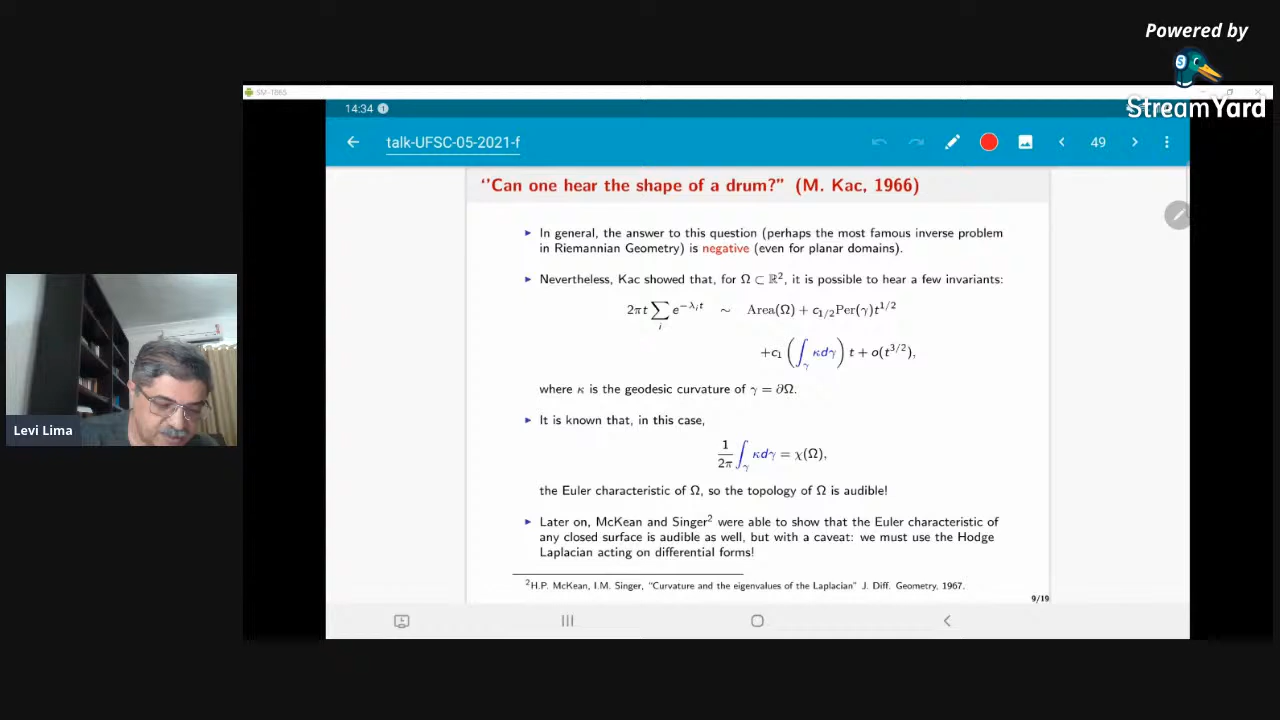 Powered by
StreamYard
SM-T865
14:34
talk-UFSC-05-2021-f
49
‘’Can one hear the shape of a drum?” (M. Kac, 1966)
In general, the answer to this question (perhaps the most famous inverse problem
in Riemannian Geometry) is negative (even for planar domains).
Nevertheless, Kac showed that, for Ω ⊂ ℝ², it is possible to hear a few invariants:
2πt ∑_i e^{−λ_i t} ∼ Area(Ω) + c_{1/2}Per(γ)t^{1/2}
+c₁ (∫_γ κdγ) t + o(t^{3/2}),
where κ is the geodesic curvature of γ = ∂Ω.
It is known that, in this case,
1/2π ∫_γ κdγ = χ(Ω),
the Euler characteristic of Ω, so the topology of Ω is audible!
Later on, McKean and Singer² were able to show that the Euler characteristic of
any closed surface is audible as well, but with a caveat: we must use the Hodge
Laplacian acting on differential forms!
²H.P. McKean, I.M. Singer, “Curvature and the eigenvalues of the Laplacian” J. Diff. Geometry, 1967.
9/19
Levi Lima